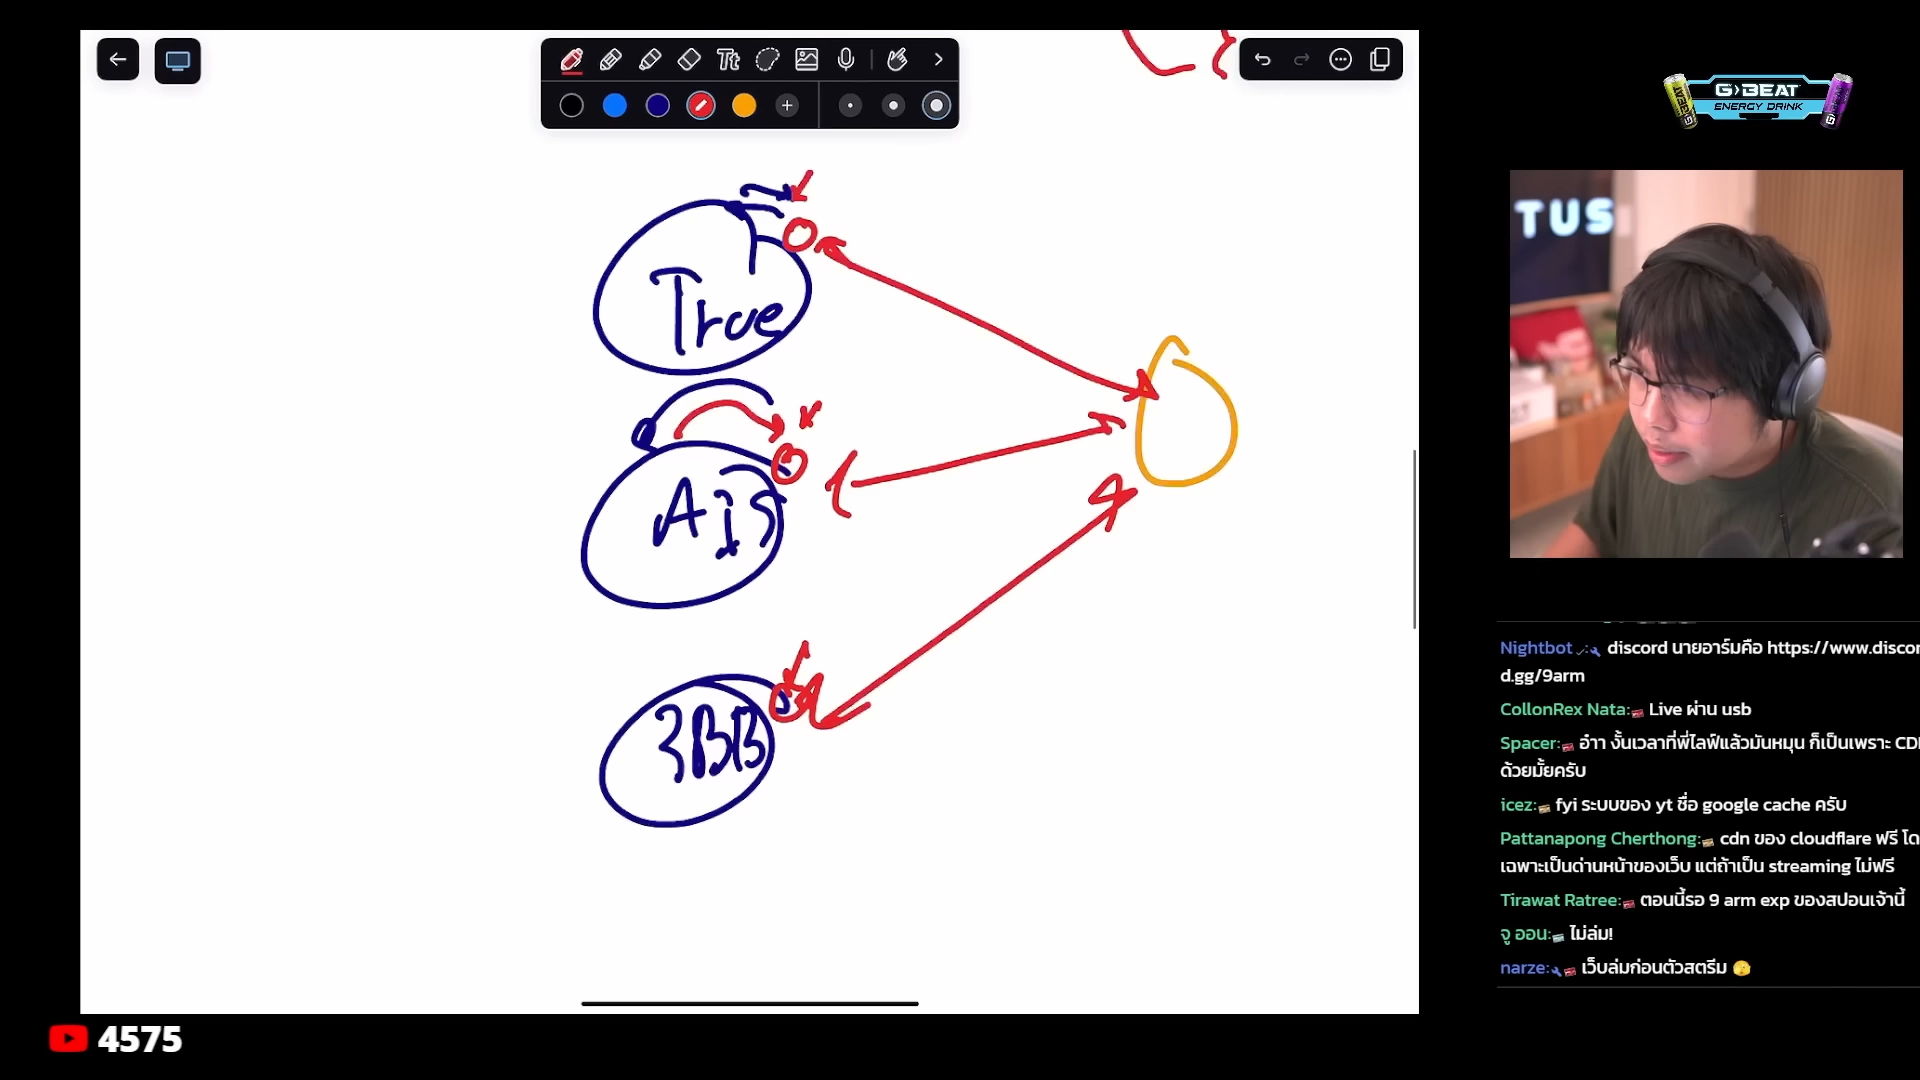 Tt
G BEAT
ENERGY DRINK
TUS
True
AIS
3BB
Nightbot : discord นายอาร์มคือ https://www.discor
d.gg/9arm
CollonRex Nata: Live ผ่าน usb
Spacer: อ๋าา งั้นเวลาที่พี่ไลฟ์แล้วมันหมุน ก็เป็นเพราะ CD
ด้วยมั้ยครับ
icez: fyi ระบบของ yt ชื่อ google cache ครับ
Pattanapong Cherthong: cdn ของ cloudflare ฟรี โด
เฉพาะเป็นด่านหน้าของเว็บ แต่ถ้าเป็น streaming ไม่ฟรี
Tirawat Ratree: ตอนนี้รอ 9 arm exp ของสปอนเจ้านี้
จู ออน: ไม่ล่ม!
narze: เว็บล่มก่อนตัวสตรีม 🫣
4575